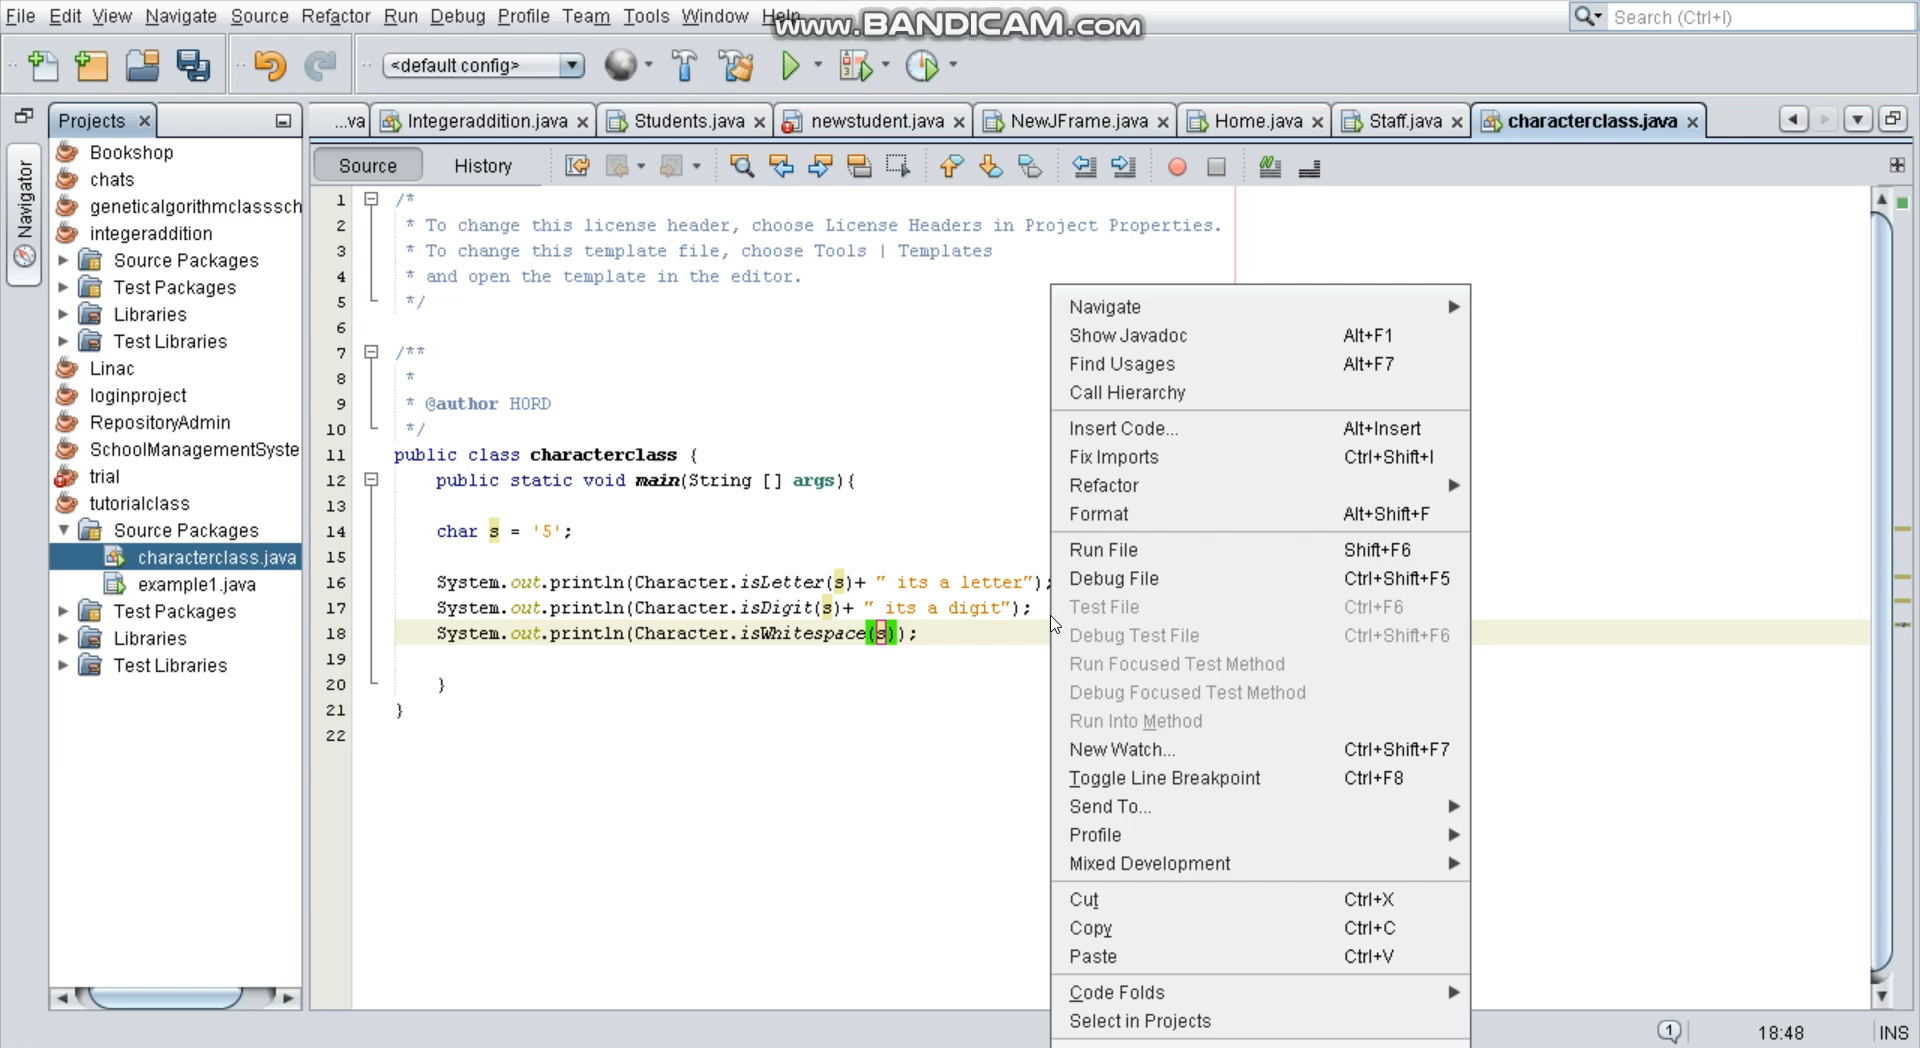 File Edit View Navigate Source Refactor Run Debug Profile Team Tools Window Help
www.BANDICAM.com
Search (Ctrl+I)
<default config>
Projects
...va
Integeraddition.java
Students.java
newstudent.java
NewJFrame.java
Home.java
Staff.java
characterclass.java
Navigator
Source
History
Bookshop
chats
geneticalgorithmclasssch
integeraddition
Source Packages
Test Packages
Libraries
Test Libraries
Linac
loginproject
RepositoryAdmin
SchoolManagementSyste
trial
tutorialclass
Source Packages
characterclass.java
example1.java
Test Packages
Libraries
Test Libraries
1 /*
2 * To change this license header, choose License Headers in Project Properties.
3 * To change this template file, choose Tools | Templates
4 * and open the template in the editor.
5 */
6
7 /**
8 *
9 * @author HORD
10 */
11 public class characterclass {
12 public static void main(String [] args){
13
14 char s = '5';
15
16 System.out.println(Character.isLetter(s)+ " its a letter");
17 System.out.println(Character.isDigit(s)+ " its a digit");
18 System.out.println(Character.isWhitespace(s));
19
20 }
21 }
22
Navigate
Show Javadoc Alt+F1
Find Usages Alt+F7
Call Hierarchy
Insert Code... Alt+Insert
Fix Imports Ctrl+Shift+I
Refactor
Format Alt+Shift+F
Run File Shift+F6
Debug File Ctrl+Shift+F5
Test File Ctrl+F6
Debug Test File Ctrl+Shift+F6
Run Focused Test Method
Debug Focused Test Method
Run Into Method
New Watch... Ctrl+Shift+F7
Toggle Line Breakpoint Ctrl+F8
Send To...
Profile
Mixed Development
Cut Ctrl+X
Copy Ctrl+C
Paste Ctrl+V
Code Folds
Select in Projects
1
18:48
INS